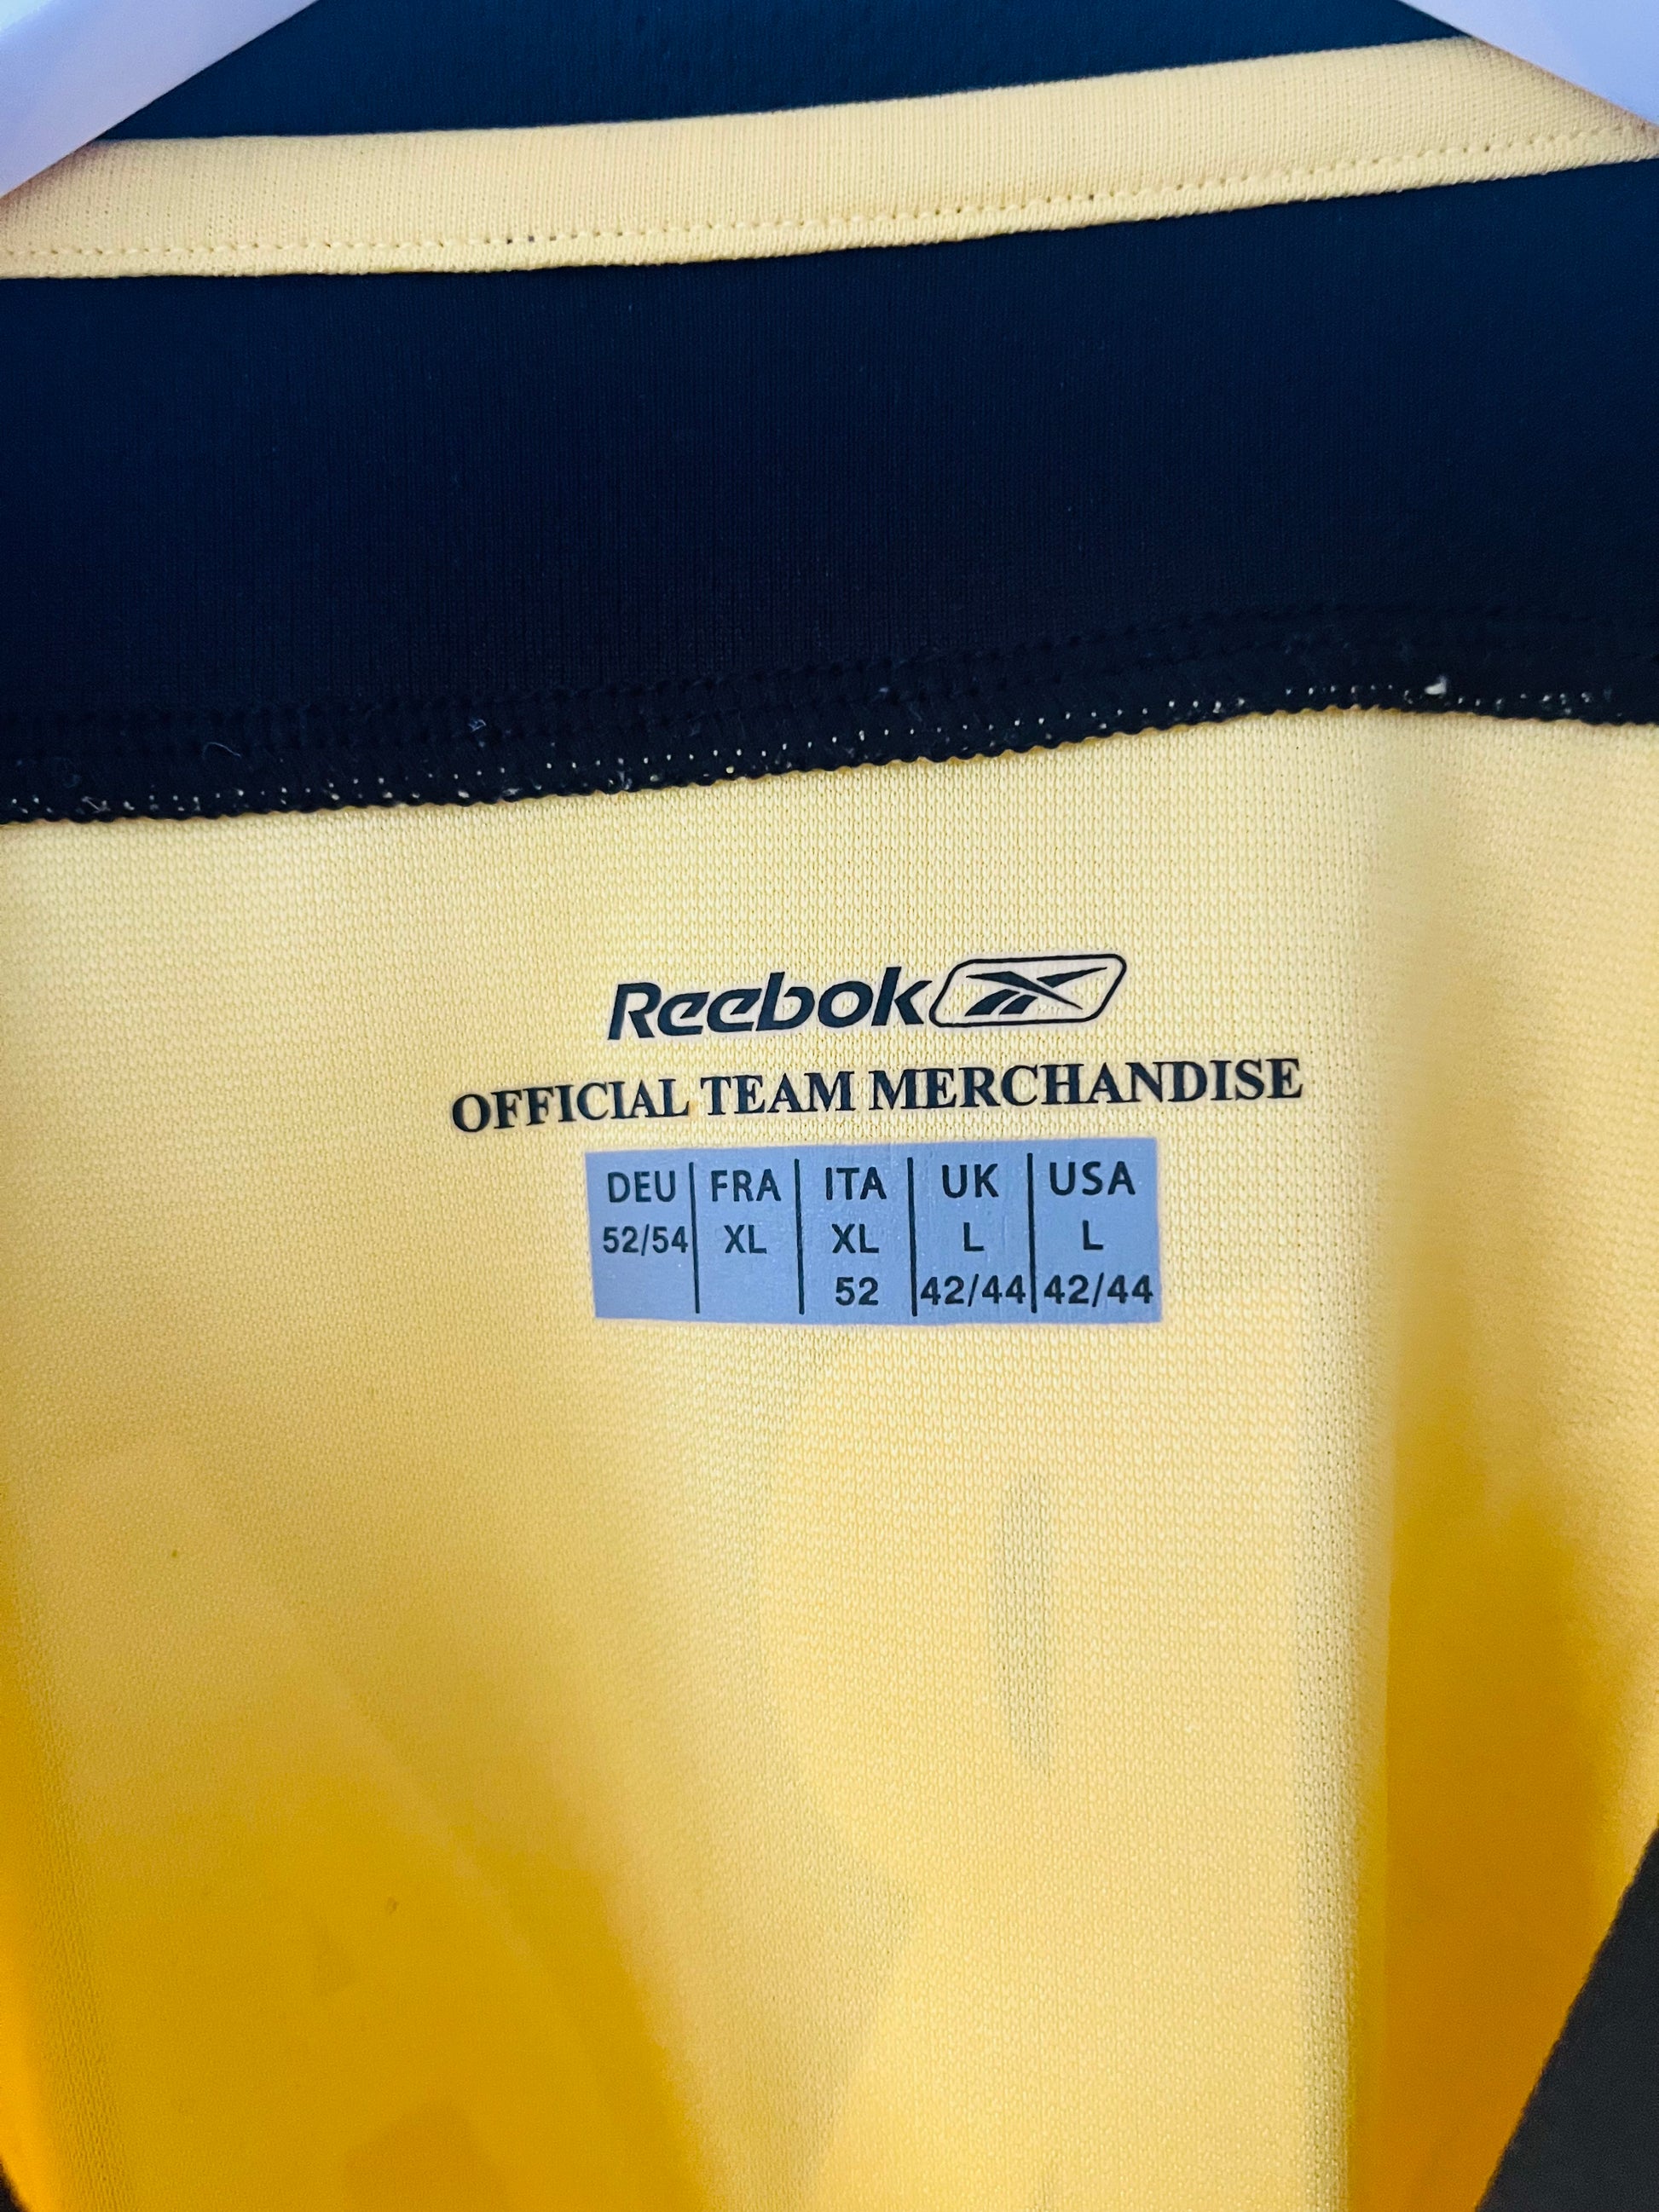 Reebok
OFFICIAL TEAM MERCHANDISE
DEU FRA ITA UK USA
52/54 XL XL L L
52 42/44 42/44